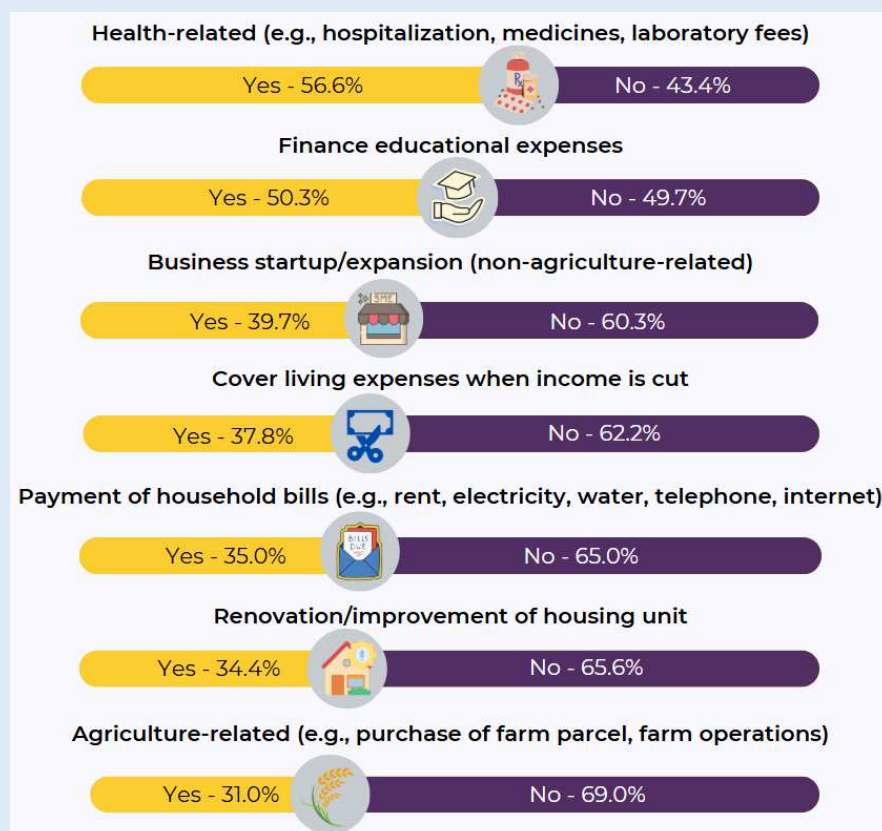 Health-related (e.g., hospitalization, medicines, laboratory fees)
Yes - 56.6% No - 43.4%
Finance educational expenses
Yes - 50.3% No - 49.7%
Business startup/expansion (non-agriculture-related)
Yes - 39.7% SME No - 60.3%
Cover living expenses when income is cut
Yes - 37.8% No - 62.2%
Payment of household bills (e.g., rent, electricity, water, telephone, internet)
Yes - 35.0% BILLS DUE No - 65.0%
Renovation/improvement of housing unit
Yes - 34.4% No - 65.6%
Agriculture-related (e.g., purchase of farm parcel, farm operations)
Yes - 31.0% No - 69.0%